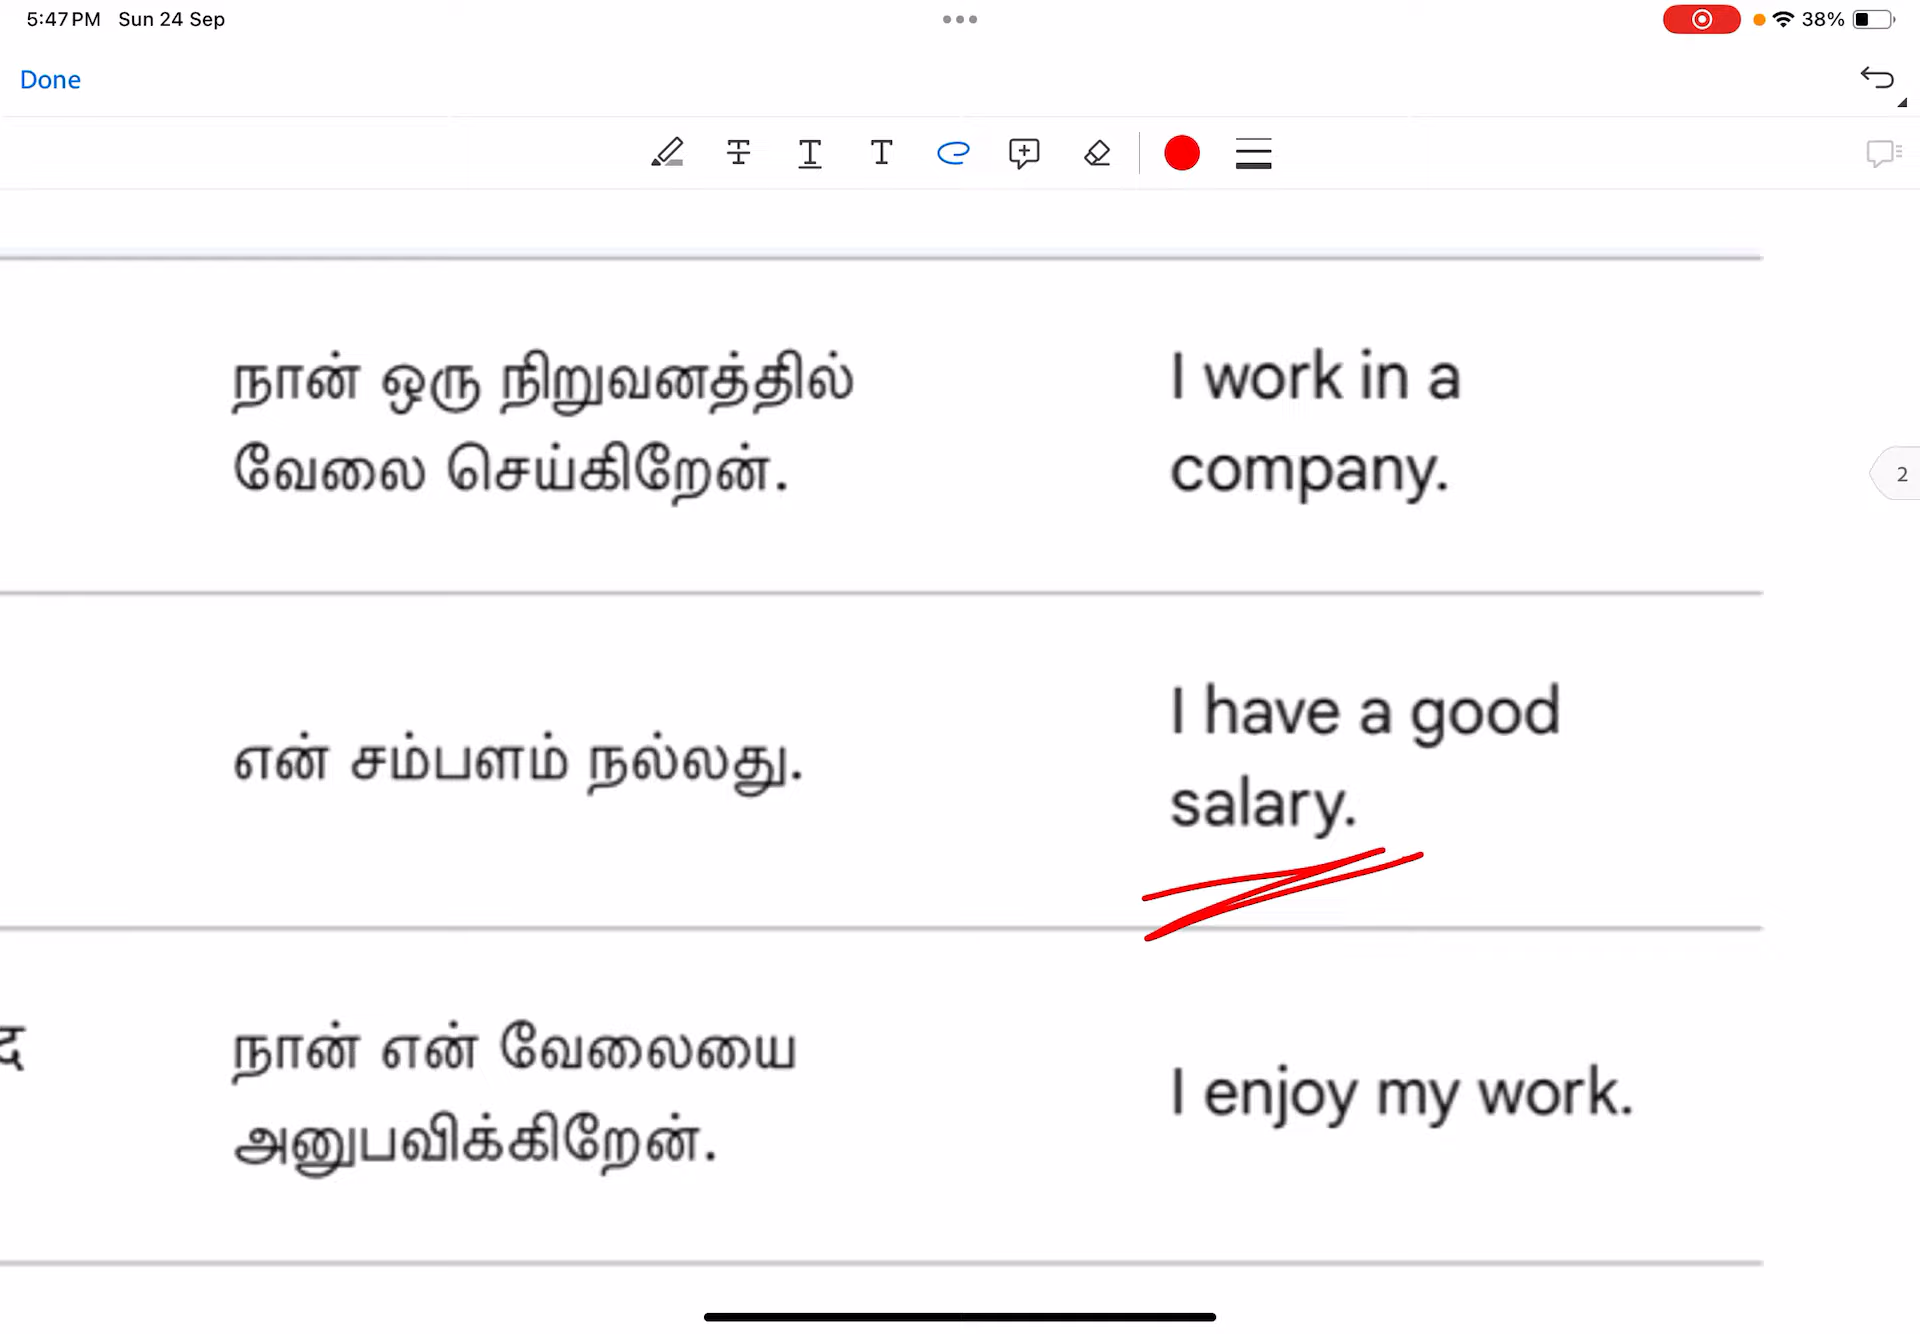 5:47 PM Sun 24 Sep
38%
Done
2
நான் ஒரு நிறுவனத்தில்
வேலை செய்கிறேன்.
I work in a
company.
என் சம்பளம் நல்லது.
I have a good
salary.
நான் என் வேலையை
அனுபவிக்கிறேன்.
I enjoy my work.